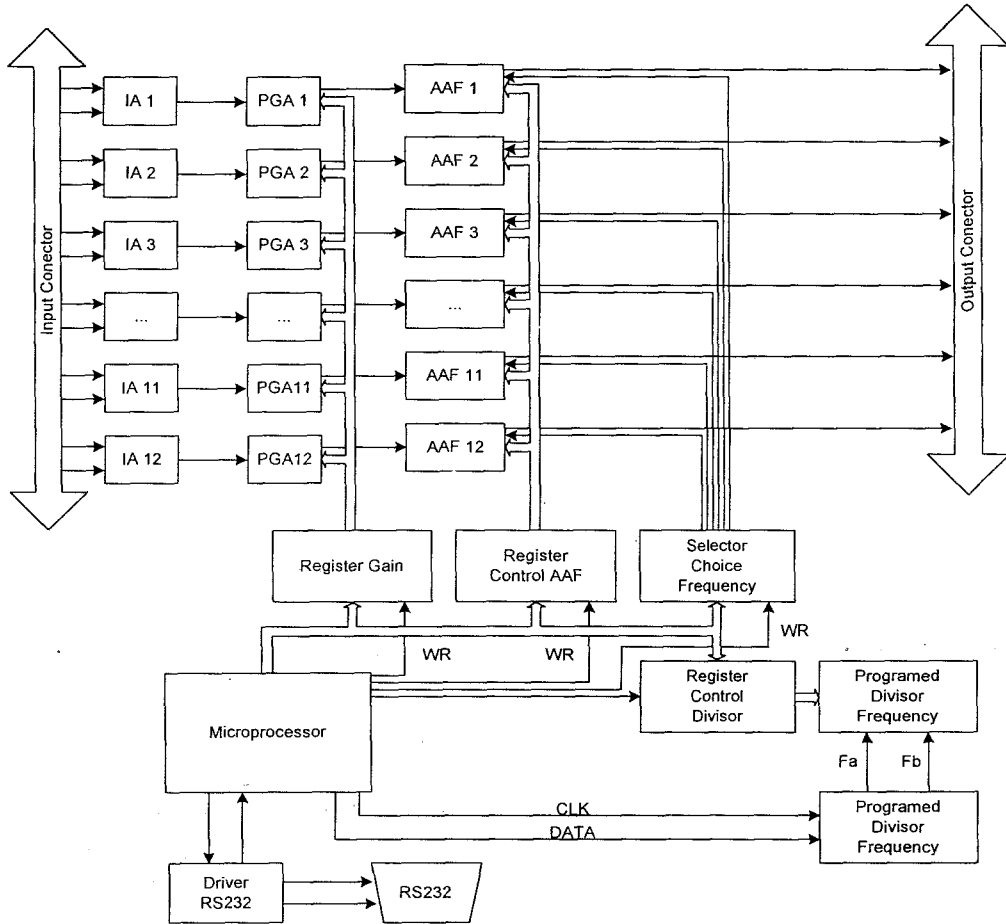 Input Conector
Output Conector
IA 1
PGA 1
AAF 1
IA 2
PGA 2
AAF 2
IA 3
PGA 3
AAF 3
...
...
...
IA 11
PGA11
AAF 11
IA 12
PGA12
AAF 12
Register Gain
Register
Control AAF
Selector
Choice
Frequency
WR
WR
WR
Microprocessor
Register
Control
Divisor
Programed
Divisor
Frequency
Fa
Fb
CLK
DATA
Programed
Divisor
Frequency
Driver
RS232
RS232